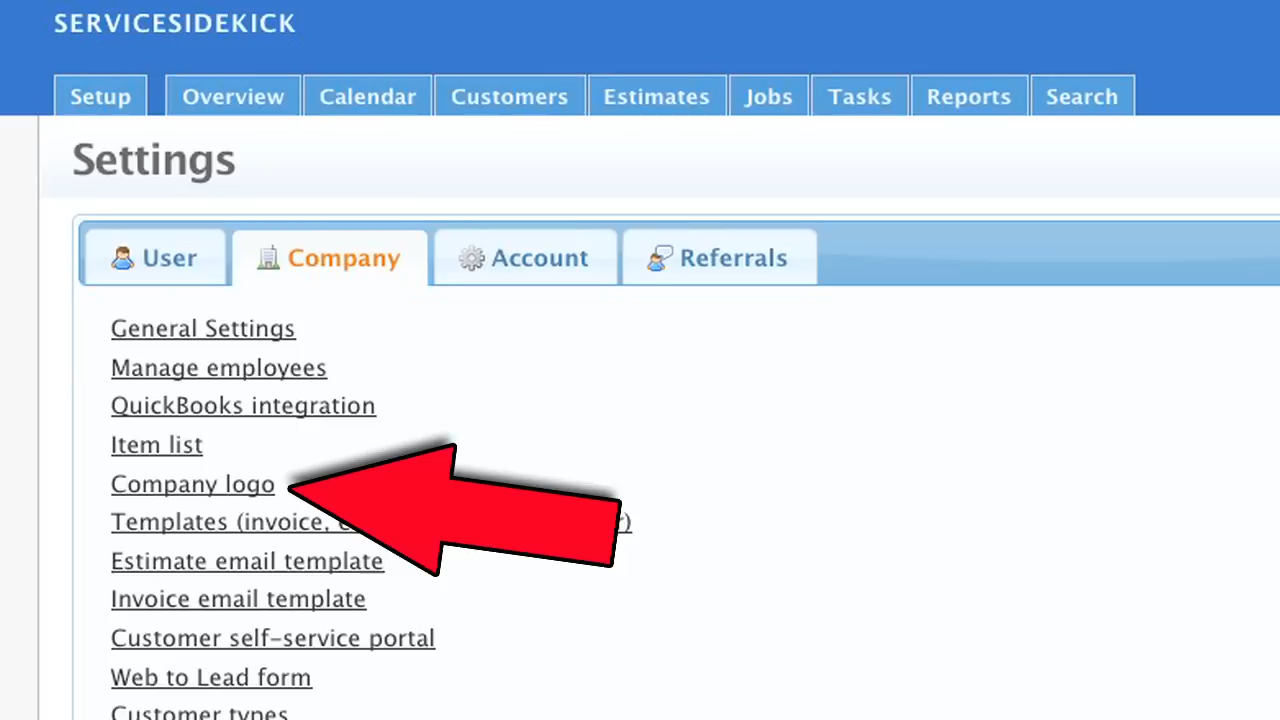 SERVICESIDEKICK
Setup Overview Calendar Customers Estimates Jobs Tasks Reports Search
Settings
User Company Account Referrals
General Settings
Manage employees
QuickBooks integration
Item list
Company logo
Templates (invoice,
Estimate email template
Invoice email template
Customer self-service portal
Web to Lead form
Customer types